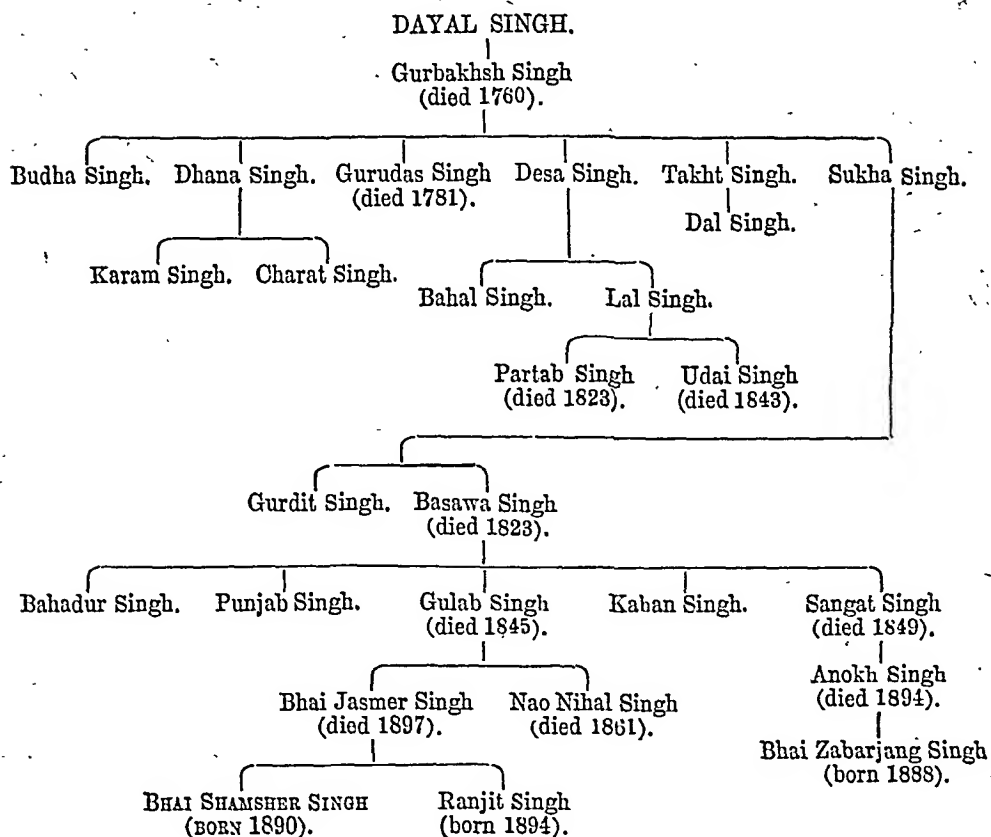 DAYAL SINGH.
Gurbakhsh Singh
(died 1760).
Budha Singh. Dhana Singh. Gurudas Singh Desa Singh. Takht Singh. Sukha Singh.
(died 1781).
Dal Singh.
Karam Singh. Charat Singh.
Bahal Singh. Lal Singh.
Partab Singh Udai Singh
(died 1823). (died 1843).
Gurdit Singh. Basawa Singh
(died 1823).
Bahadur Singh. Punjab Singh. Gulab Singh Kahan Singh. Sangat Singh
(died 1845). (died 1849).
Anokh Singh
(died 1894).
Bhai Jasmer Singh Nao Nihal Singh
(died 1897). (died 1861).
Bhai Zabarjang Singh
(born 1888).
BHAI SHAMSHER SINGH Ranjit Singh
(BORN 1890). (born 1894).